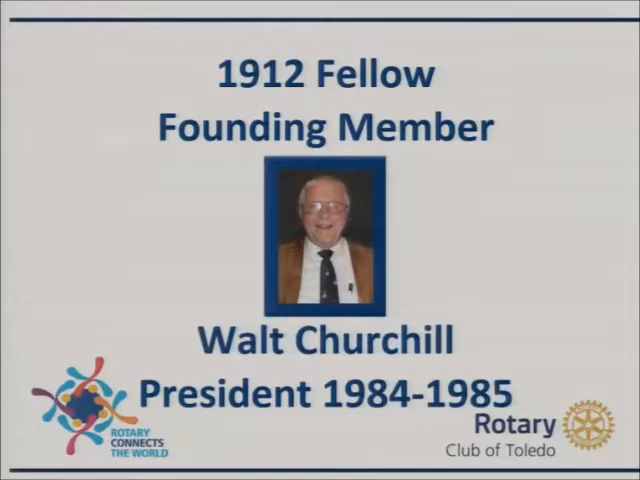 1912 Fellow
Founding Member
Walt Churchill
President 1984-1985
ROTARY
CONNECTS
THE WORLD
Rotary
Club of Toledo